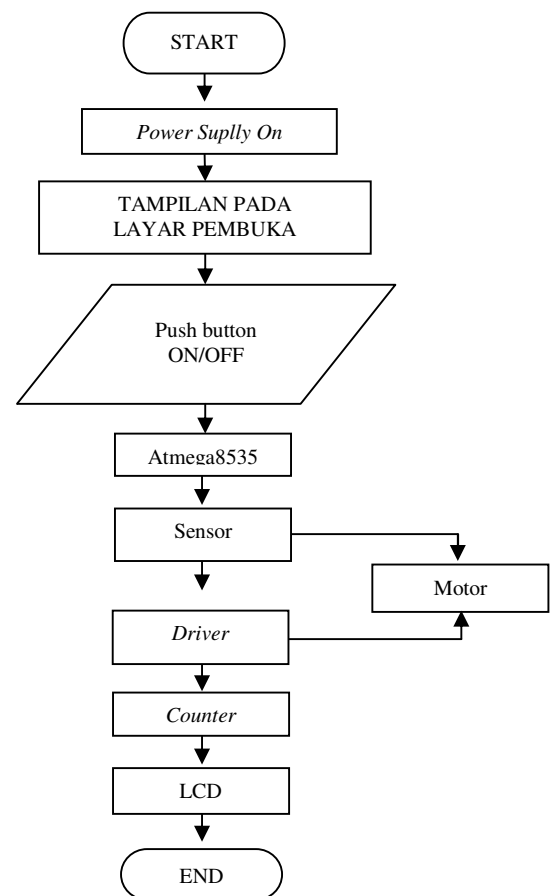 START
Power Suplly On
TAMPILAN PADA
LAYAR PEMBUKA
Push button
ON/OFF
Atmega8535
Sensor
Motor
Driver
Counter
LCD
END